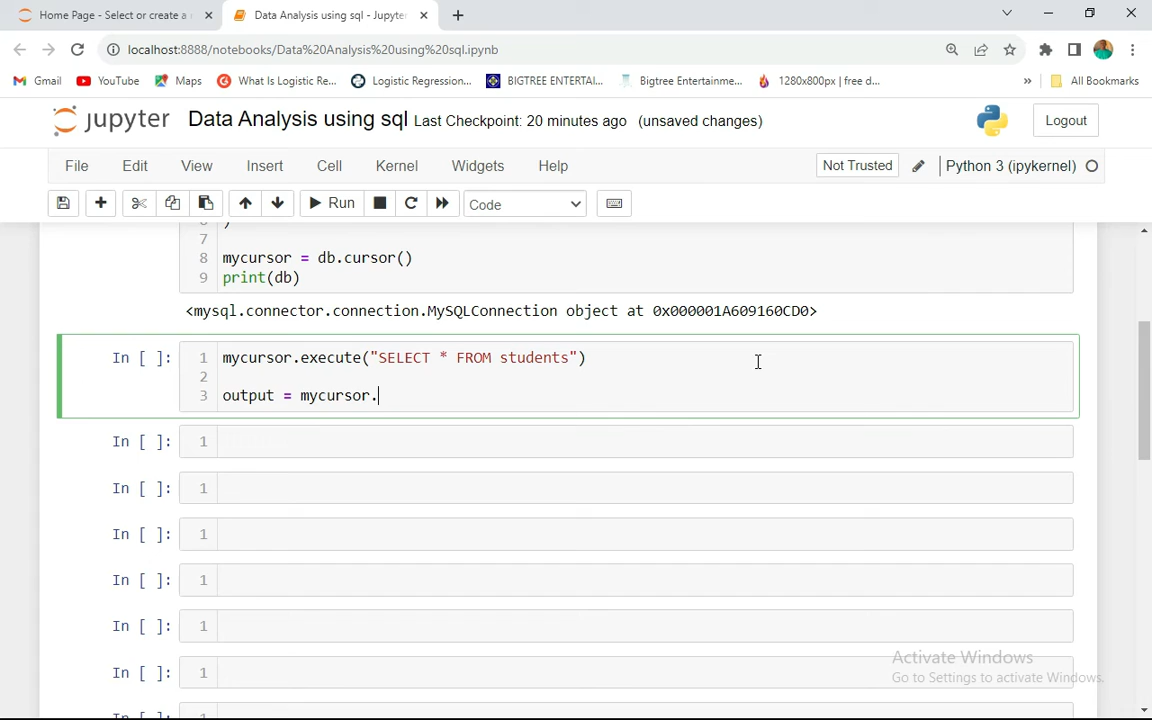 Home Page - Select or create a
Data Analysis using sql - Jupyte
localhost:8888/notebooks/Data%20Analysis%20using%20sql.ipynb
Gmail YouTube Maps What Is Logistic Re... Logistic Regression... BIGTREE ENTERTAI... Bigtree Entertainme... 1280x800px | free d... » All Bookmarks
jupyter Data Analysis using sql Last Checkpoint: 20 minutes ago (unsaved changes) Logout
File Edit View Insert Cell Kernel Widgets Help Not Trusted Python 3 (ipykernel)
Run Code
6 )
7
8 mycursor = db.cursor()
9 print(db)
<mysql.connector.connection.MySQLConnection object at 0x000001A609160CD0>
In [ ]: 1 mycursor.execute("SELECT * FROM students")
2
3 output = mycursor.
In [ ]: 1
In [ ]: 1
In [ ]: 1
In [ ]: 1
In [ ]: 1
In [ ]: 1
In [ ]: 1
Activate Windows
Go to Settings to activate Windows.